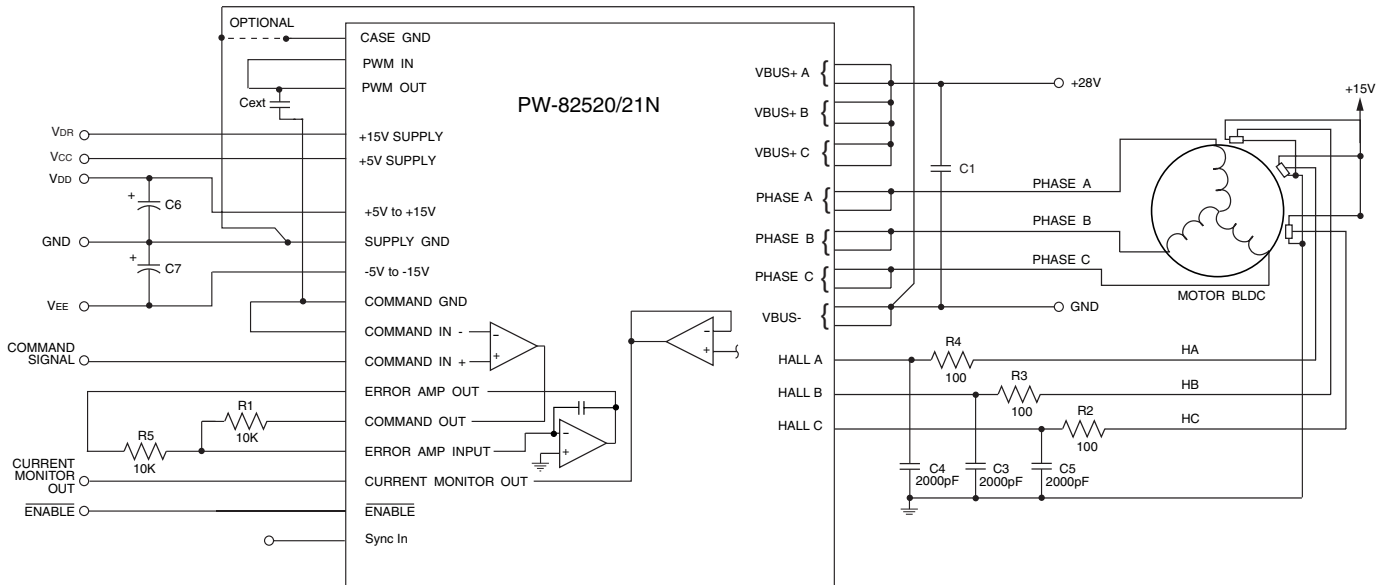 OPTIONAL
CASE GND
PWM IN
PWM OUT
Cext
PW-82520/21N
VDR
+15V SUPPLY
VCC
+5V SUPPLY
VDD
+
C6
+5V to +15V
GND
SUPPLY GND
+
C7
-5V to -15V
VEE
COMMAND GND
COMMAND IN -
-
COMMAND
SIGNAL
COMMAND IN +
+
ERROR AMP OUT
R1
10K
COMMAND OUT
R5
10K
ERROR AMP INPUT
-
+
CURRENT
MONITOR
OUT
CURRENT MONITOR OUT
ENABLE
ENABLE
Sync In
-
+
VBUS+ A {
VBUS+ B {
VBUS+ C {
PHASE A {
PHASE B {
PHASE C {
VBUS- {
HALL A
HALL B
HALL C
+28V
C1
PHASE A
PHASE B
PHASE C
GND
+15V
MOTOR BLDC
R4
100
HA
R3
100
HB
R2
100
HC
C4
2000pF
C3
2000pF
C5
2000pF